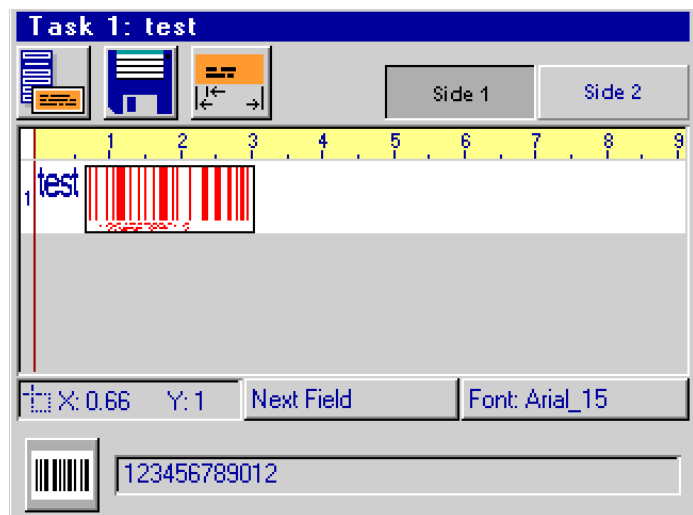 Task 1: test
Side 1 Side 2
1 2 3 4 5 6 7 8 9
1 test
X: 0.66 Y: 1 Next Field Font: Arial_15
123456789012